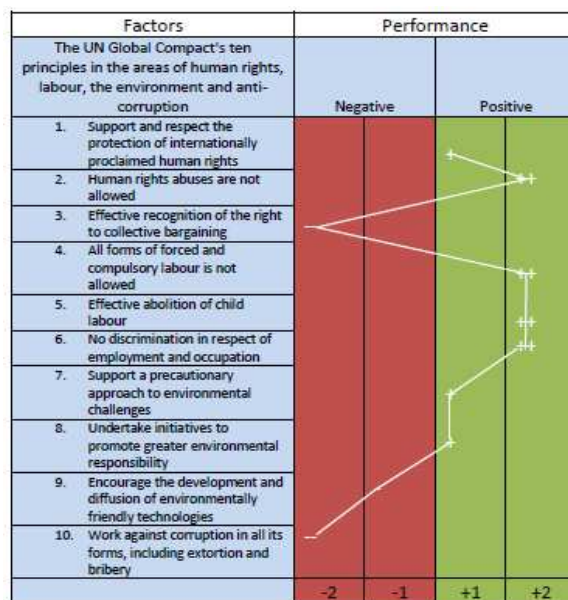 Factors
Performance
The UN Global Compact's ten
principles in the areas of human rights,
labour, the environment and anti-
corruption
Negative
Positive
1. Support and respect the
protection of internationally
proclaimed human rights
2. Human rights abuses are not
allowed
3. Effective recognition of the right
to collective bargaining
4. All forms of forced and
compulsory labour is not
allowed
5. Effective abolition of child
labour
6. No discrimination in respect of
employment and occupation
7. Support a precautionary
approach to environmental
challenges
8. Undertake initiatives to
promote greater environmental
responsibility
9. Encourage the development and
diffusion of environmentally
friendly technologies
10. Work against corruption in all its
forms, including extortion and
bribery
-2
-1
+1
+2